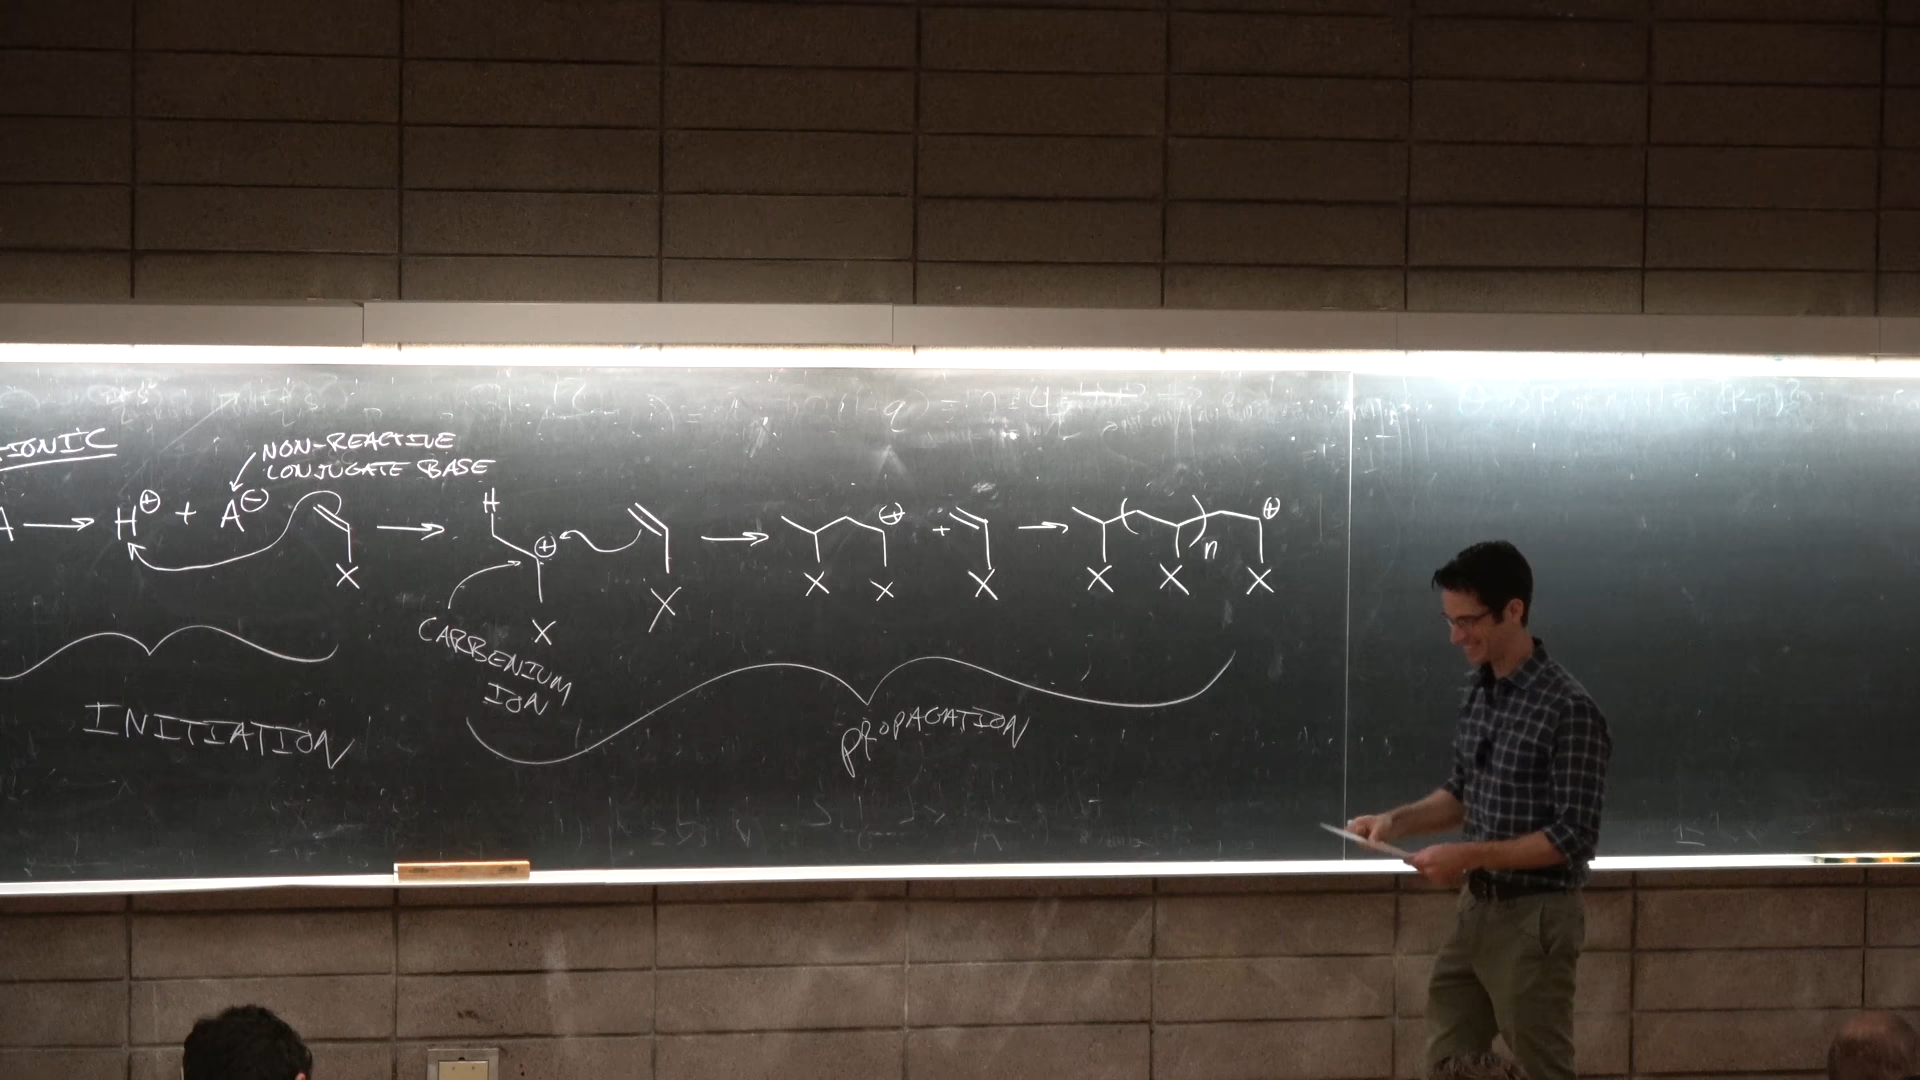 IONIC
NON-REACTIVE
CONJUGATE BASE
A → H⊕ + A⊖ → ⊕ → ⊕ + → ( )n ⊕
H
X X X X X X X X X
CARBENIUM
ION
INITIATION
PROPAGATION